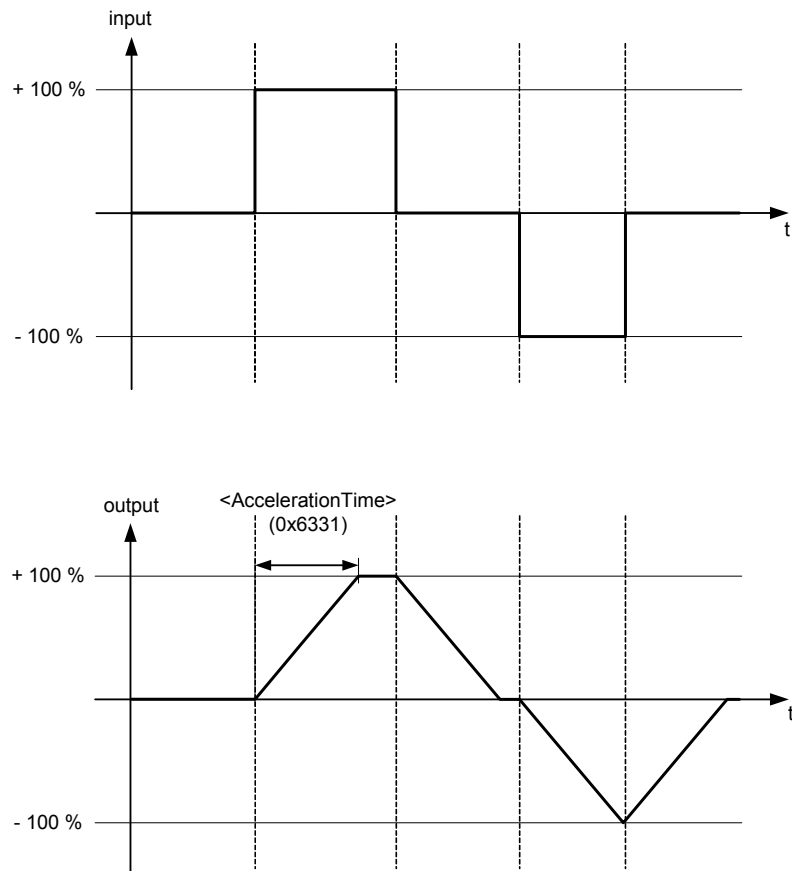 input
+ 100 %
t
- 100 %
<AccelerationTime>
(0x6331)
output
+ 100 %
t
- 100 %